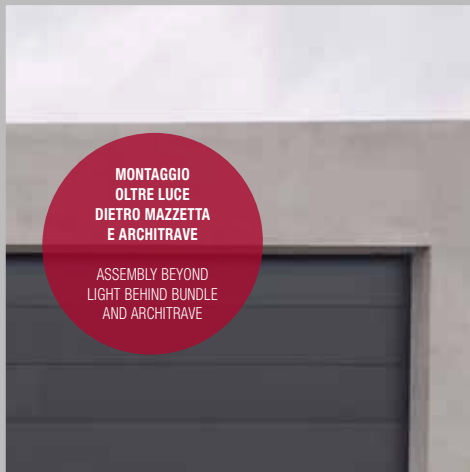 MONTAGGIO
OLTRE LUCE
DIETRO MAZZETTA
E ARCHITRAVE
ASSEMBLY BEYOND
LIGHT BEHIND BUNDLE
AND ARCHITRAVE